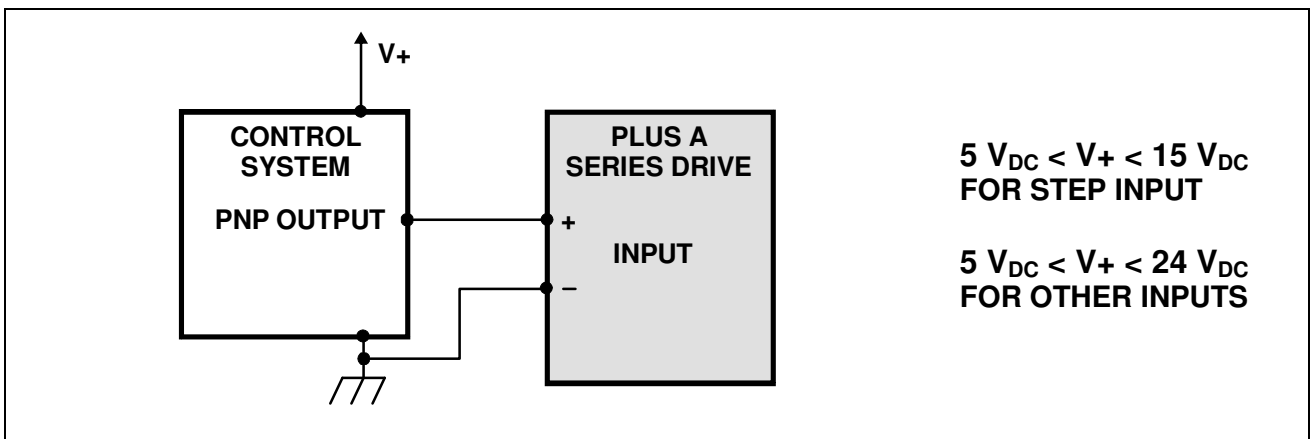 V+
CONTROL
SYSTEM
PNP OUTPUT
PLUS A
SERIES DRIVE
+
INPUT
–
5 VDC < V+ < 15 VDC
FOR STEP INPUT
5 VDC < V+ < 24 VDC
FOR OTHER INPUTS